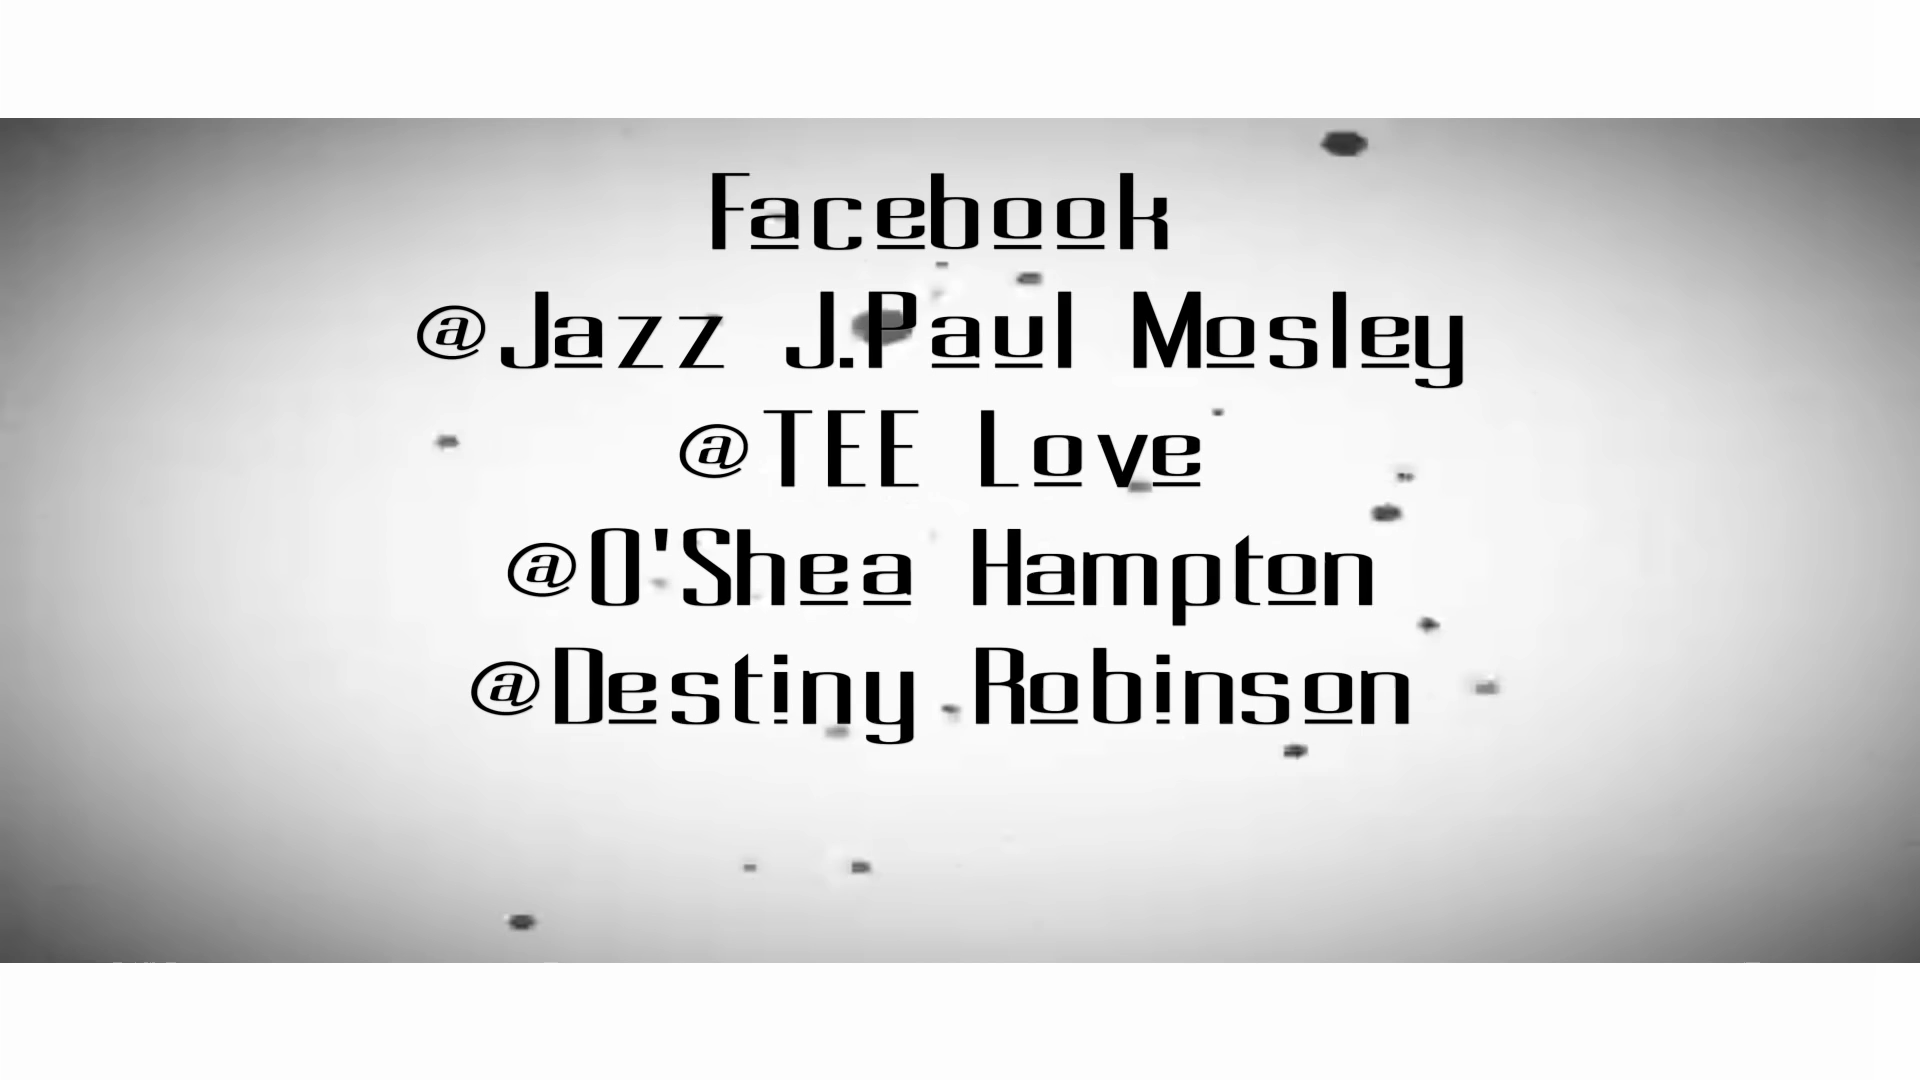 Facebook
@Jazz J.Paul Mosley
@TEE Love
@O'Shea Hampton
@Destiny Robinson